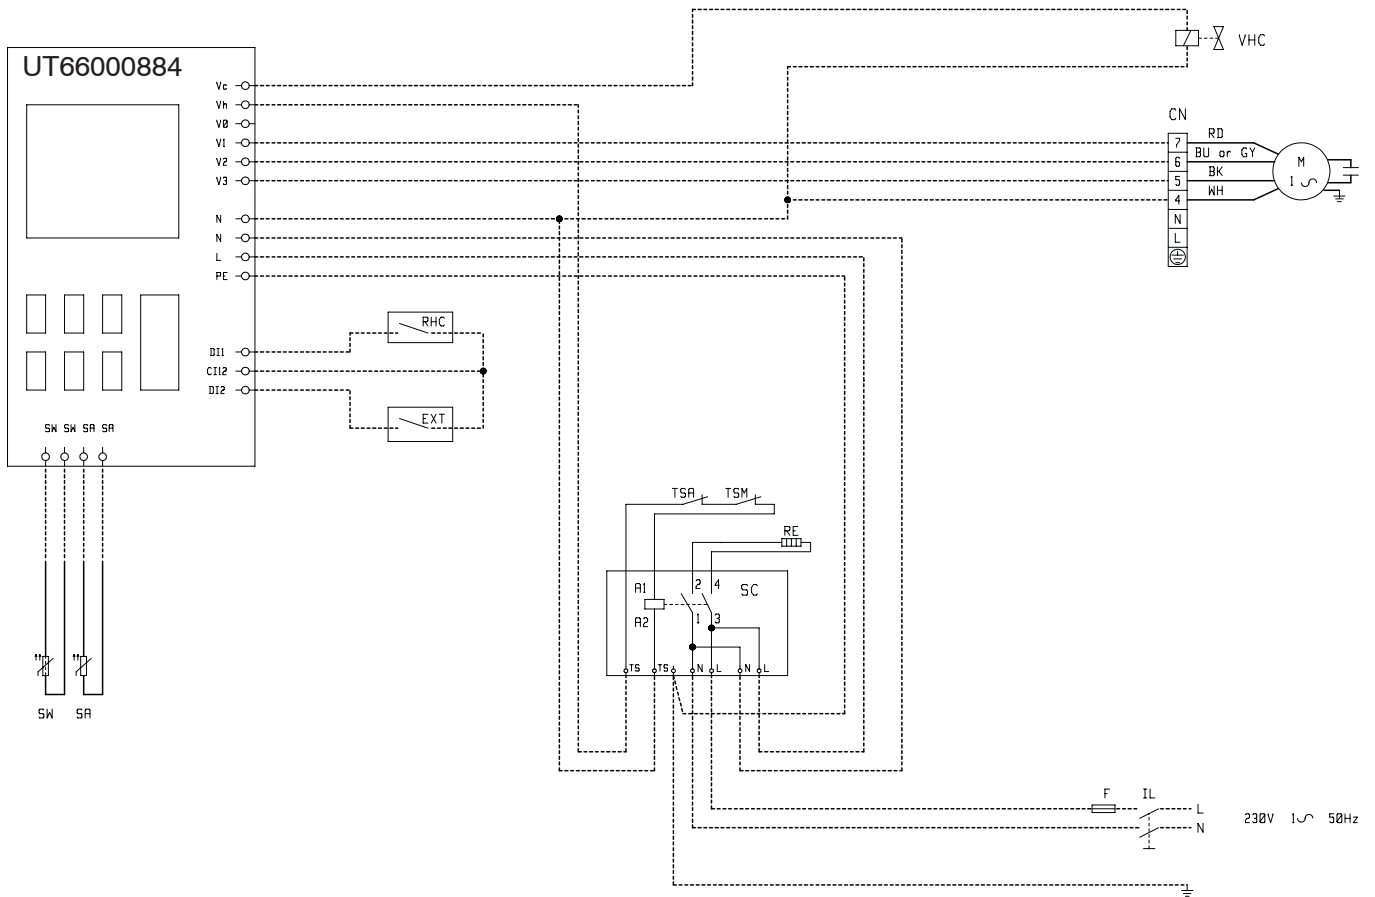 UT66000884
Vc
Vh
V0
V1
V2
V3
N
N
L
PE
DI1
CI12
DI2
SW SW SA SA
SW SA
RHC
EXT
VHC
CN
7 RD
6 BU or GY
5 BK
4 WH
N
L
M
1
TSA TSM
RE
2 4 SC
A1
A2
1 3
TS TS N L N L
F IL
L
N
230V 1 50Hz